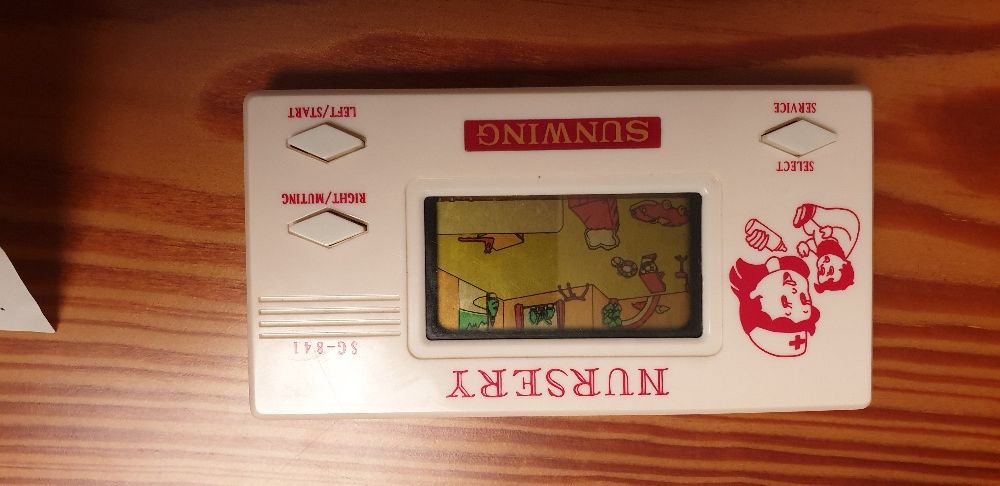 NURSERY
SG-841
SELECT
SERVICE
RIGHT/MUTING
LEFT/START
SUNWING